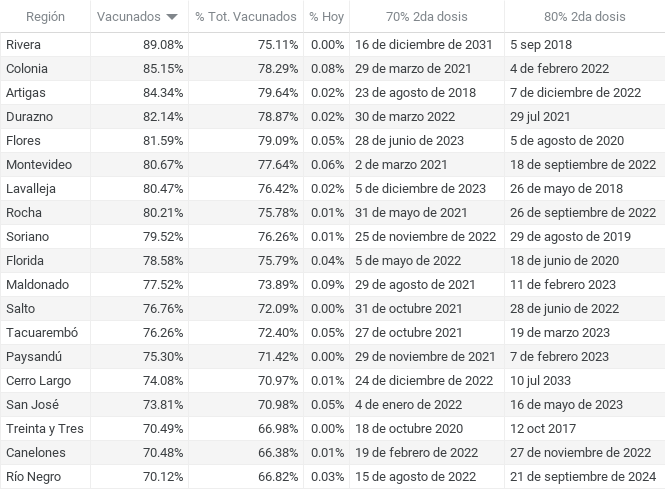 Región Vacunados % Tot. Vacunados % Hoy 70% 2da dosis 80% 2da dosis
Rivera 89.08% 75.11% 0.00% 16 de diciembre de 2031 5 sep 2018
Colonia 85.15% 78.29% 0.08% 29 de marzo de 2021 4 de febrero 2022
Artigas 84.34% 79.64% 0.02% 23 de agosto de 2018 7 de diciembre de 2022
Durazno 82.14% 78.87% 0.02% 30 de marzo 2022 29 jul 2021
Flores 81.59% 79.09% 0.05% 28 de junio de 2023 5 de agosto de 2020
Montevideo 80.67% 77.64% 0.06% 2 de marzo 2021 18 de septiembre de 2022
Lavalleja 80.47% 76.42% 0.02% 5 de diciembre de 2023 26 de mayo de 2018
Rocha 80.21% 75.78% 0.01% 31 de mayo de 2021 26 de septiembre de 2022
Soriano 79.52% 76.26% 0.01% 25 de noviembre de 2022 29 de agosto de 2019
Florida 78.58% 75.79% 0.04% 5 de mayo de 2022 18 de junio de 2020
Maldonado 77.52% 73.89% 0.09% 29 de agosto de 2021 11 de febrero 2023
Salto 76.76% 72.09% 0.00% 31 de octubre 2021 28 de junio de 2022
Tacuarembó 76.26% 72.40% 0.05% 27 de octubre 2021 19 de marzo 2023
Paysandú 75.30% 71.42% 0.00% 29 de noviembre de 2021 7 de febrero 2023
Cerro Largo 74.08% 70.97% 0.01% 24 de diciembre de 2022 10 jul 2033
San José 73.81% 70.98% 0.05% 4 de enero de 2022 16 de mayo de 2023
Treinta y Tres 70.49% 66.98% 0.00% 18 de octubre 2020 12 oct 2017
Canelones 70.48% 66.38% 0.01% 19 de febrero de 2022 27 de noviembre de 2022
Río Negro 70.12% 66.82% 0.03% 15 de agosto de 2022 21 de septiembre de 2024